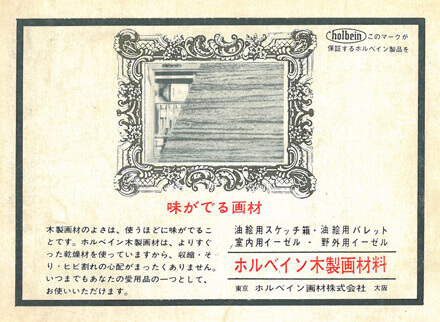 holbein このマークが
保証するホルベイン製品を
味がでる画材
木製画材のよさは、使うほどに味がでるこ
とです。ホルベイン木製画材は、よりすぐ
った乾燥材を使っていますから、収縮・そ
り・ヒビ割れの心配がまったくありません。
いつまでもあなたの愛用品の一つとして、
お使いいただけます。
油絵用スケッチ箱・油絵用パレット
室内用イーゼル・野外用イーゼル
ホルベイン木製画材料
東京 ホルベイン画材株式会社 大阪